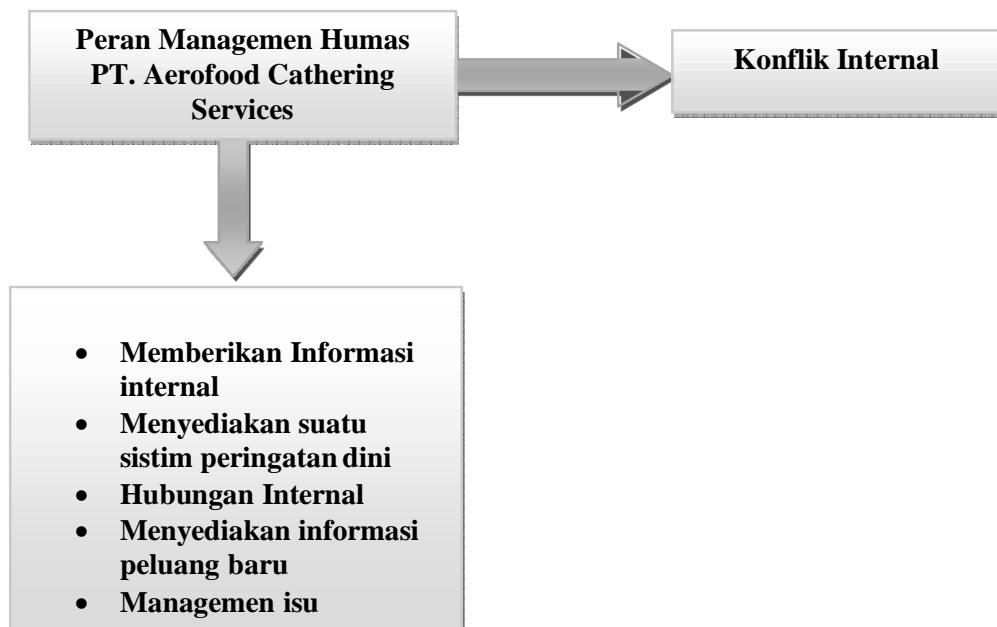 Peran Managemen Humas
PT. Aerofood Cathering
Services
Konflik Internal
• Memberikan Informasi
internal
• Menyediakan suatu
sistim peringatan dini
• Hubungan Internal
• Menyediakan informasi
peluang baru
• Managemen isu